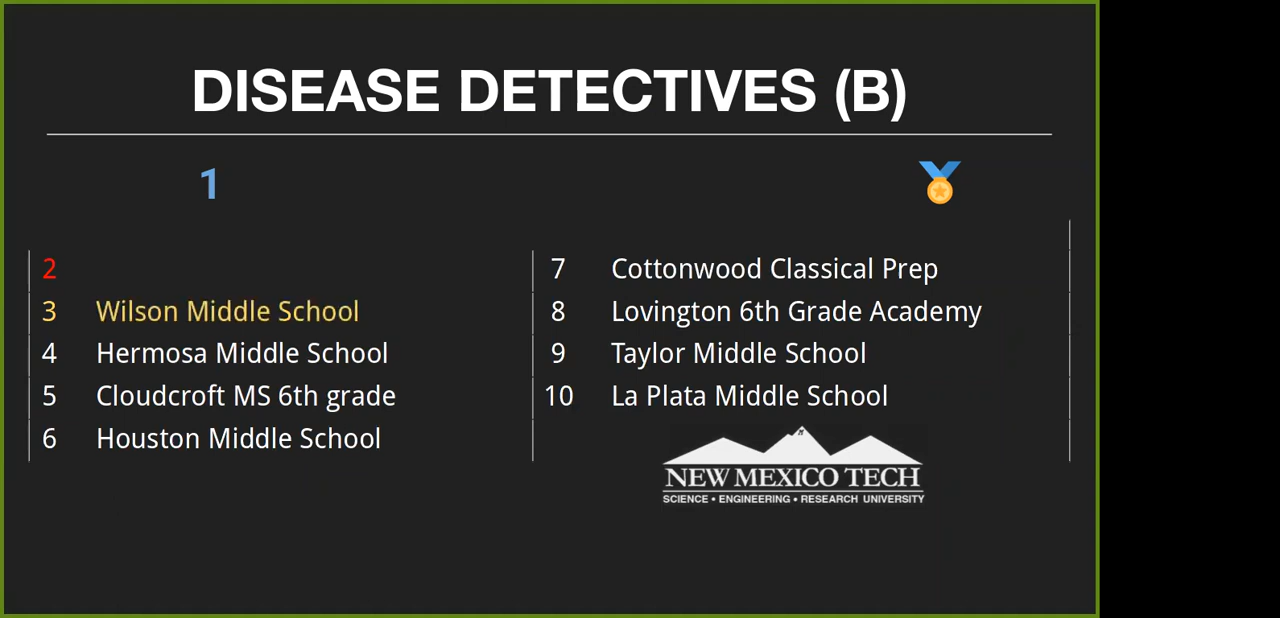 DISEASE DETECTIVES (B)
1
2
3 Wilson Middle School
4 Hermosa Middle School
5 Cloudcroft MS 6th grade
6 Houston Middle School
7 Cottonwood Classical Prep
8 Lovington 6th Grade Academy
9 Taylor Middle School
10 La Plata Middle School
NEW MEXICO TECH
SCIENCE • ENGINEERING • RESEARCH UNIVERSITY